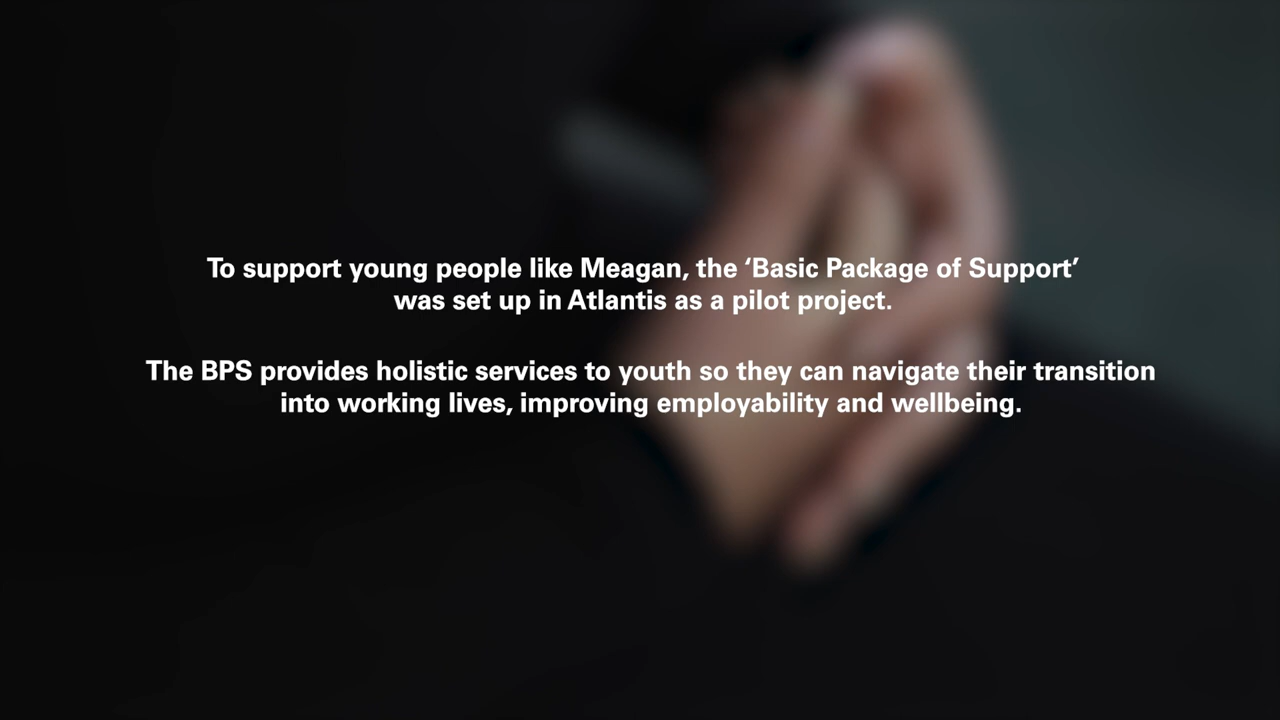 To support young people like Meagan, the ‘Basic Package of Support’
was set up in Atlantis as a pilot project.
The BPS provides holistic services to youth so they can navigate their transition
into working lives, improving employability and wellbeing.